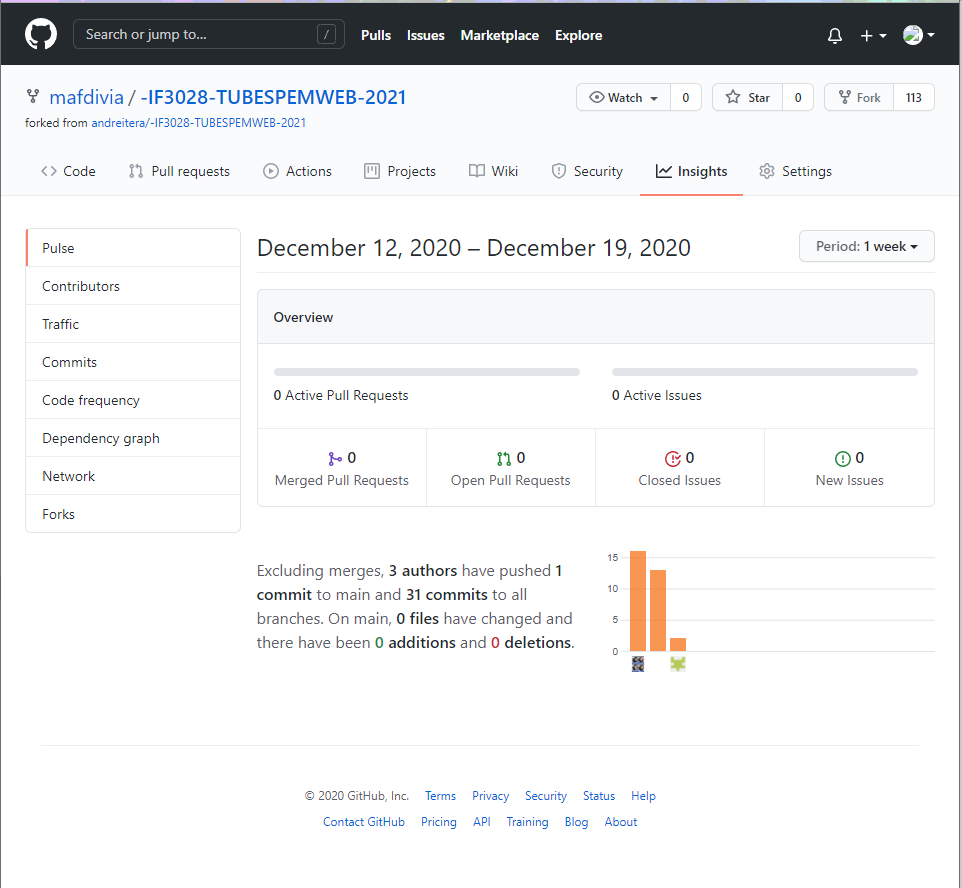 Search or jump to... /
Pulls Issues Marketplace Explore
mafdivia / -IF3028-TUBESPEMWEB-2021
Watch 0 Star 0 Fork 113
forked from andreitera/-IF3028-TUBESPEMWEB-2021
Code Pull requests Actions Projects Wiki Security Insights Settings
Pulse
Contributors
Traffic
Commits
Code frequency
Dependency graph
Network
Forks
December 12, 2020 – December 19, 2020
Period: 1 week
Overview
0 Active Pull Requests
0 Active Issues
0
Merged Pull Requests
0
Open Pull Requests
0
Closed Issues
0
New Issues
Excluding merges, 3 authors have pushed 1
commit to main and 31 commits to all
branches. On main, 0 files have changed and
there have been 0 additions and 0 deletions.
15
10
5
0
© 2020 GitHub, Inc. Terms Privacy Security Status Help
Contact GitHub Pricing API Training Blog About